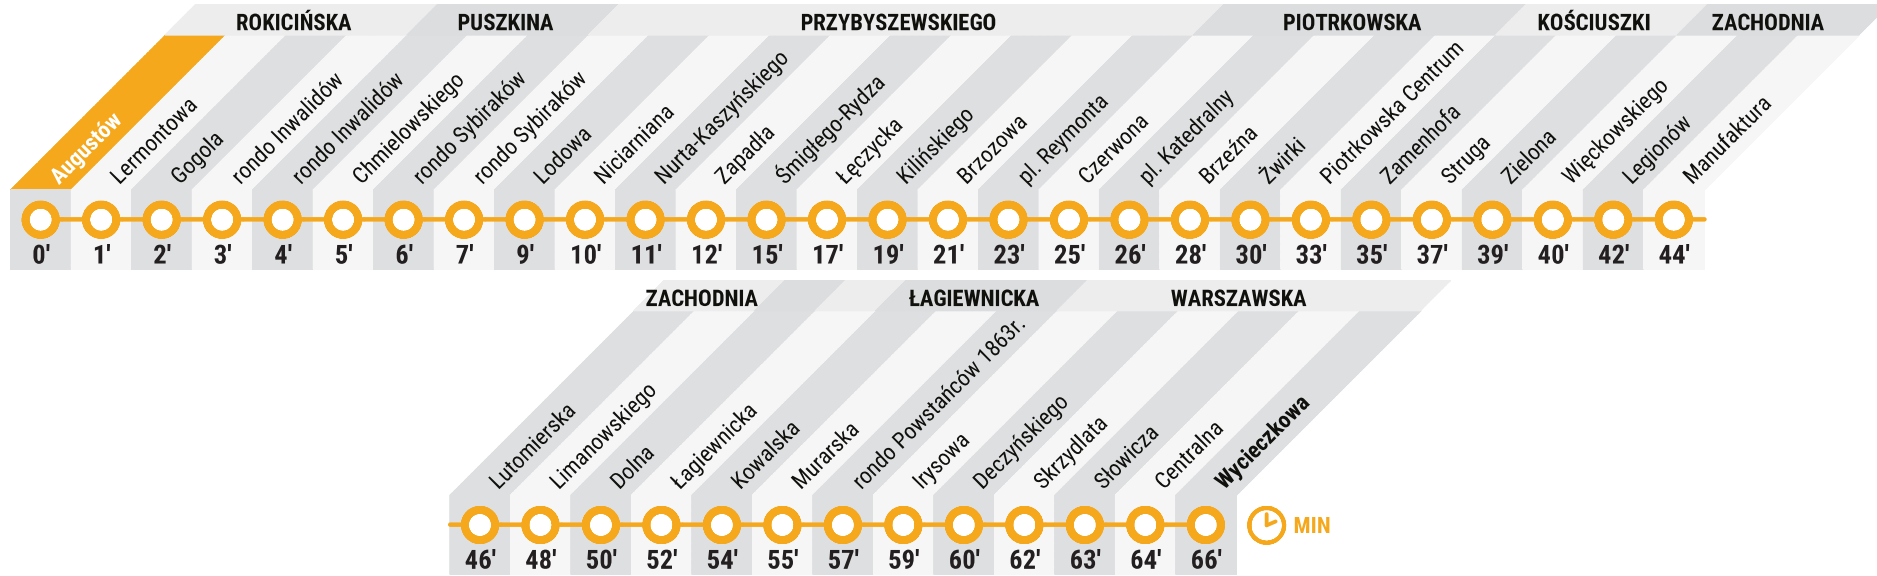 ROKICIŃSKA PUSZKINA PRZYBYSZEWSKIEGO PIOTRKOWSKA KOŚCIUSZKI ZACHODNIA
Augustów
Lermontowa
Gogola
rondo Inwalidów
rondo Inwalidów
Chmielowskiego
rondo Sybiraków
rondo Sybiraków
Lodowa
Niciarniana
Nurta-Kaszyńskiego
Zapadła
Śmigłego-Rydza
Łęczycka
Kilińskiego
Brzozowa
pl. Reymonta
Czerwona
pl. Katedralny
Brzeźna
Żwirki
Piotrkowska Centrum
Zamenhofa
Struga
Zielona
Więckowskiego
Legionów
Manufaktura
0' 1' 2' 3' 4' 5' 6' 7' 9' 10' 11' 12' 15' 17' 19' 21' 23' 25' 26' 28' 30' 33' 35' 37' 39' 40' 42' 44'
ZACHODNIA ŁAGIEWNICKA WARSZAWSKA
Lutomierska
Limanowskiego
Dolna
Łagiewnicka
Kowalska
Murarska
rondo Powstańców 1863r.
Irysowa
Deczyńskiego
Skrzydlata
Słowicza
Centralna
Wycieczkowa
MIN
46' 48' 50' 52' 54' 55' 57' 59' 60' 62' 63' 64' 66'